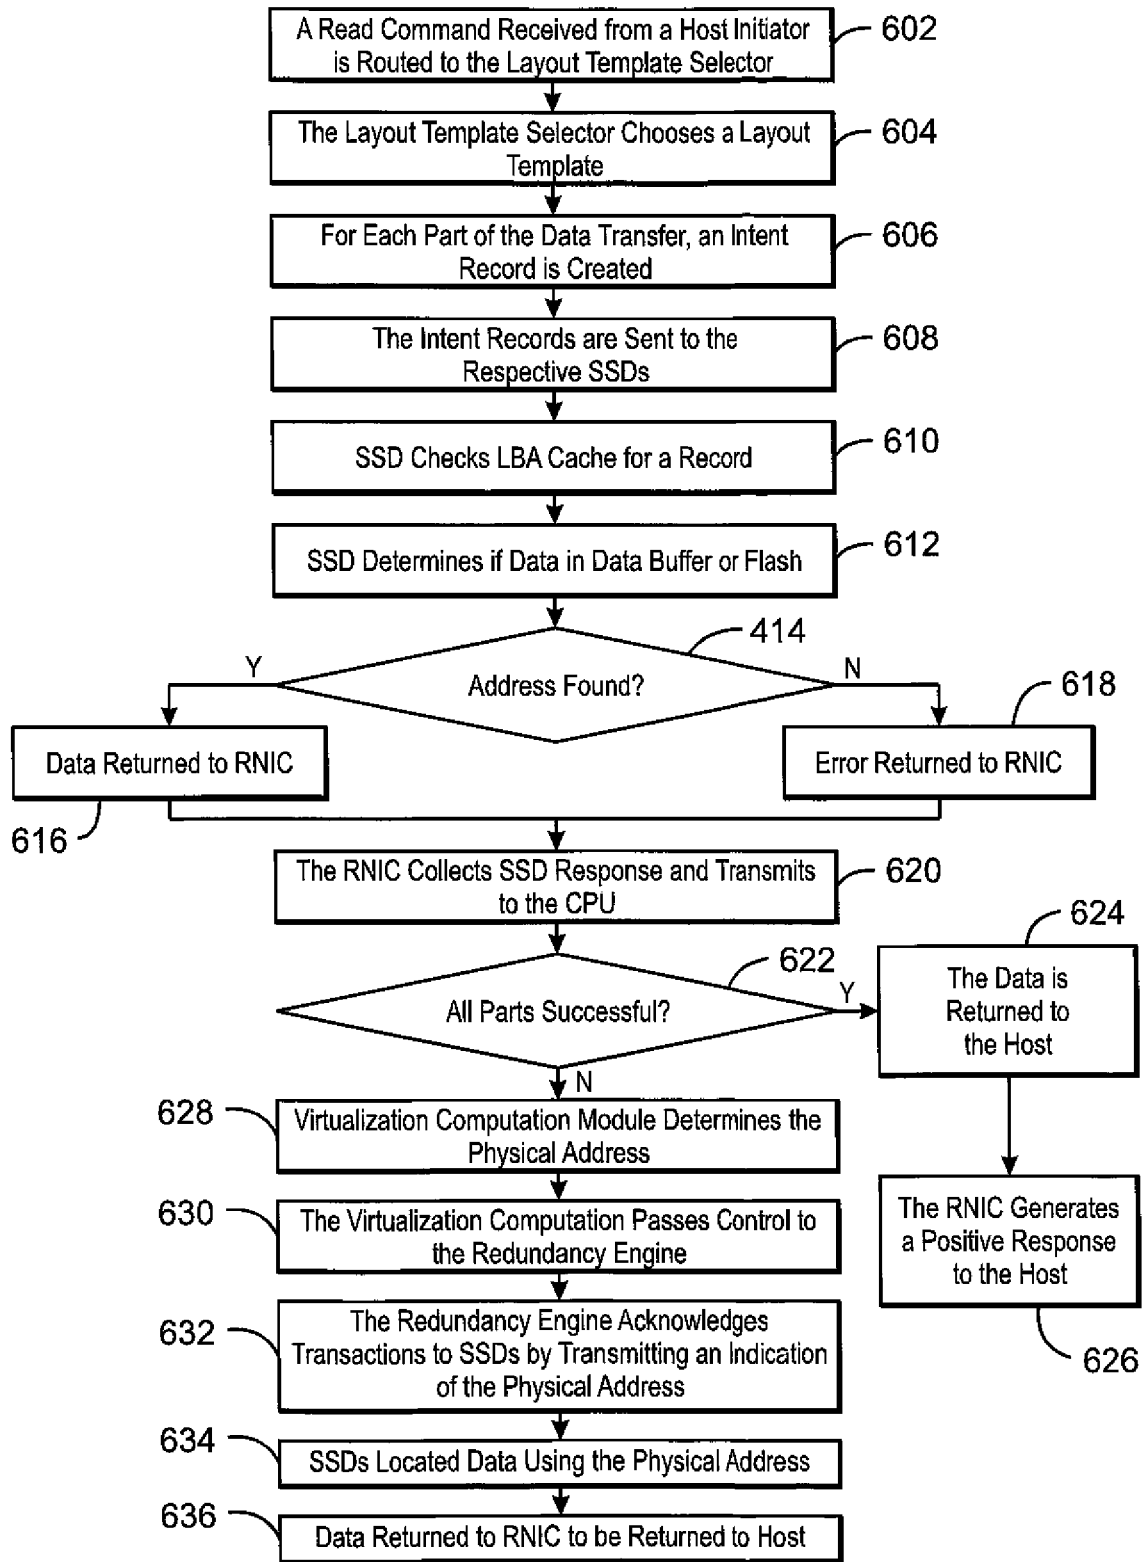 A Read Command Received from a Host Initiator
is Routed to the Layout Template Selector
602
The Layout Template Selector Chooses a Layout
Template
604
For Each Part of the Data Transfer, an Intent
Record is Created
606
The Intent Records are Sent to the
Respective SSDs
608
SSD Checks LBA Cache for a Record
610
SSD Determines if Data in Data Buffer or Flash
612
414
Y
Address Found?
N
618
Data Returned to RNIC
Error Returned to RNIC
616
The RNIC Collects SSD Response and Transmits
to the CPU
620
624
622
All Parts Successful?
Y
The Data is
Returned to
the Host
N
628
Virtualization Computation Module Determines the
Physical Address
630
The Virtualization Computation Passes Control to
the Redundancy Engine
The RNIC Generates
a Positive Response
to the Host
626
632
The Redundancy Engine Acknowledges
Transactions to SSDs by Transmitting an Indication
of the Physical Address
634
SSDs Located Data Using the Physical Address
636
Data Returned to RNIC to be Returned to Host